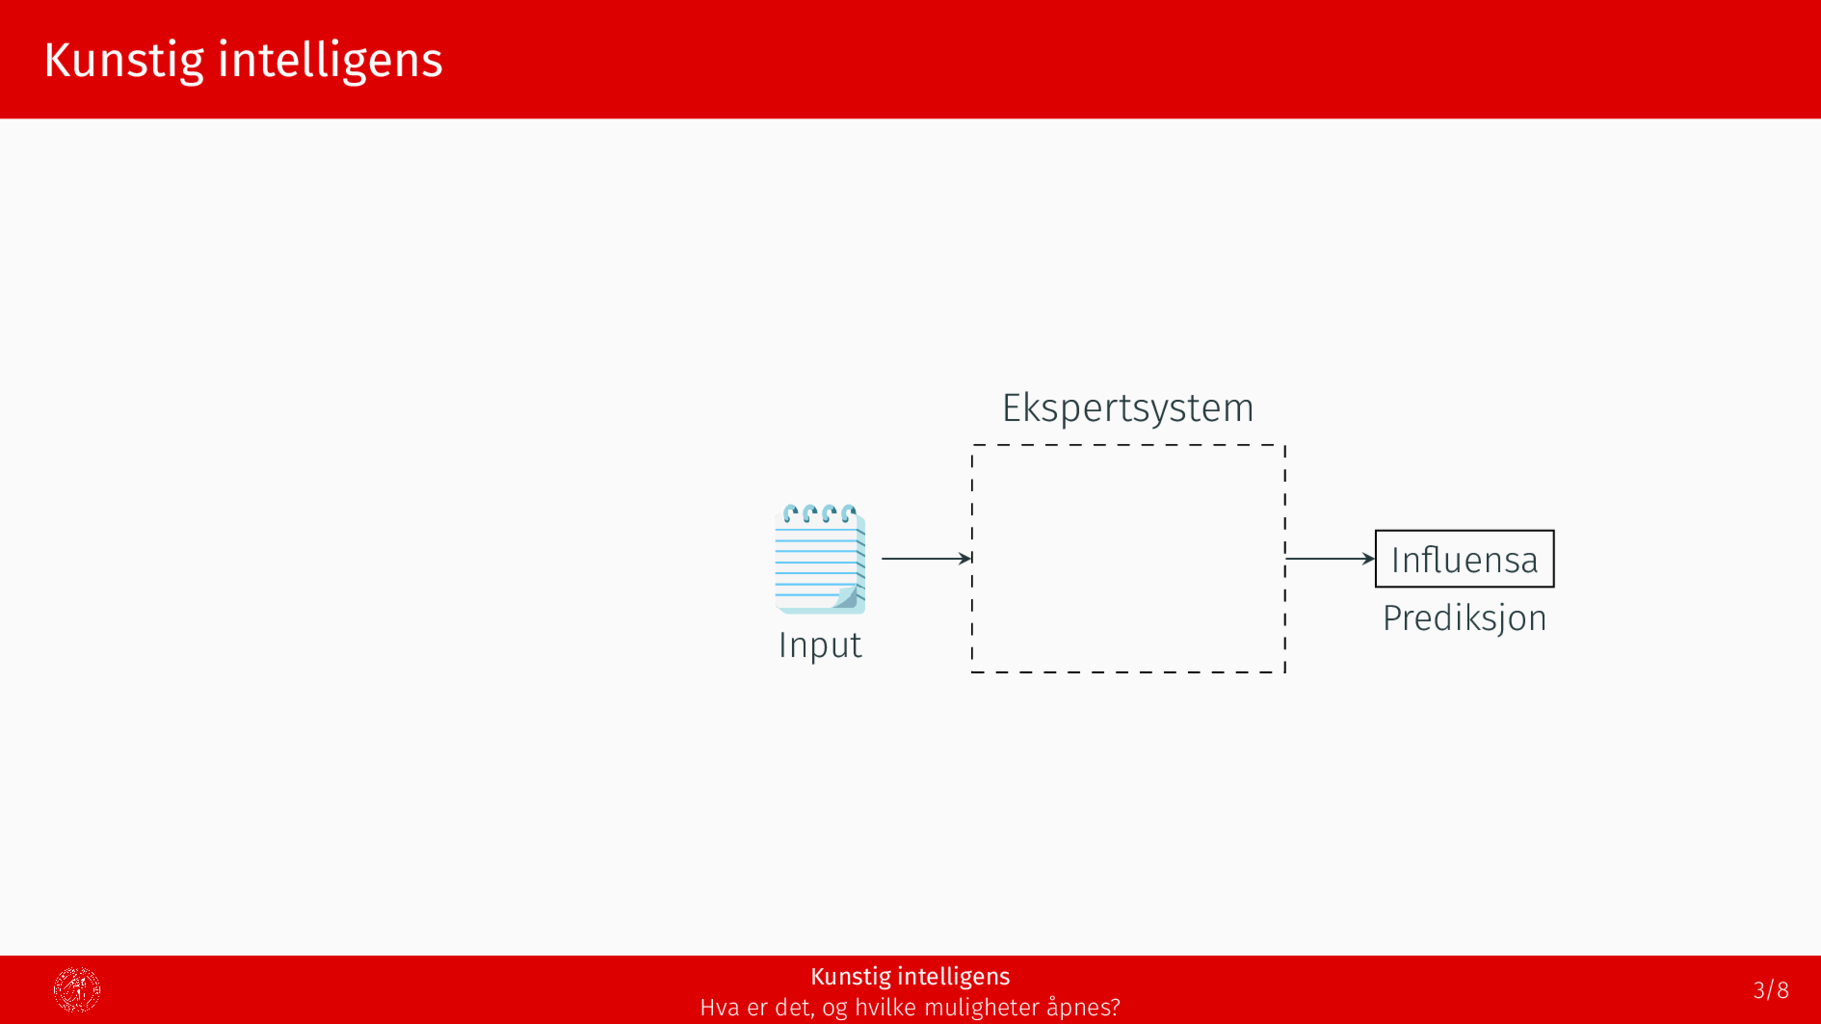 Kunstig intelligens
Ekspertsystem
Input
Influensa
Prediksjon
Kunstig intelligens
Hva er det, og hvilke muligheter åpnes?
3/8